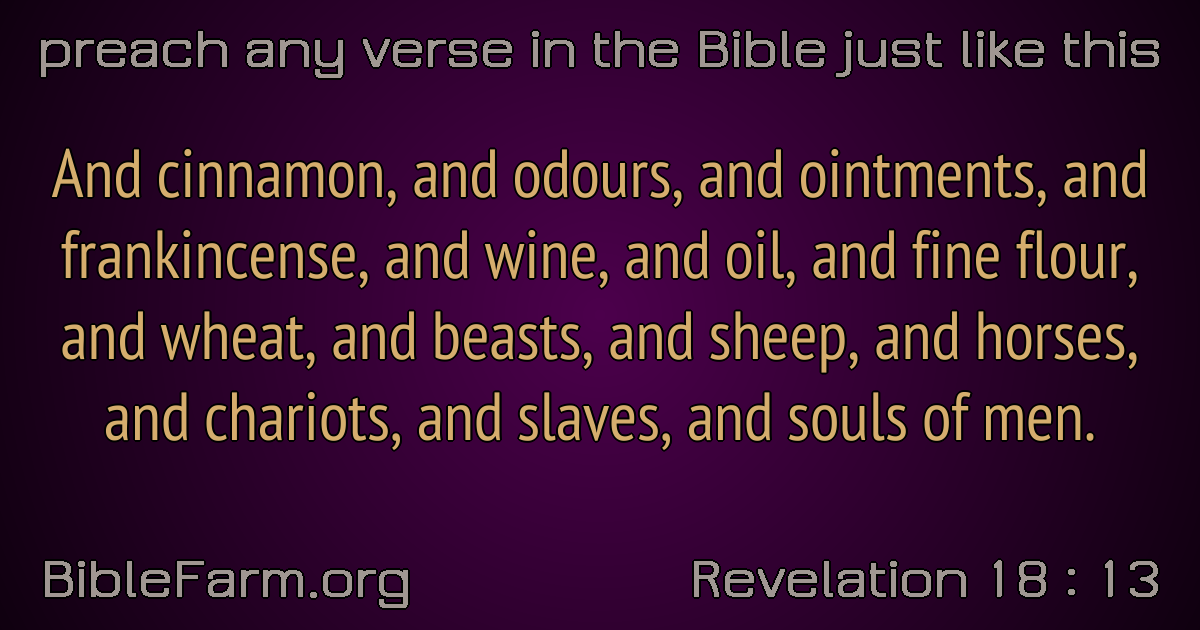 preach any verse in the Bible just like this
And cinnamon, and odours, and ointments, and
frankincense, and wine, and oil, and fine flour,
and wheat, and beasts, and sheep, and horses,
and chariots, and slaves, and souls of men.
BibleFarm.org
Revelation 18 : 13